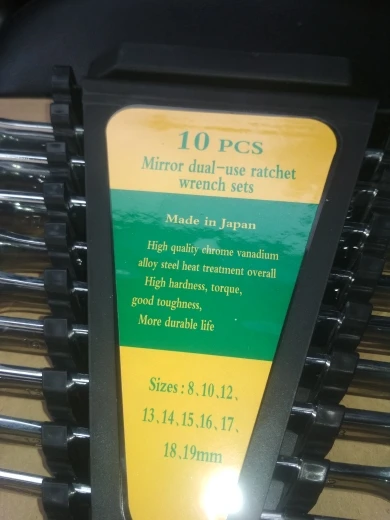 10 PCS
Mirror dual-use ratchet
wrench sets
Made in Japan
High quality chrome vanadium
alloy steel heat treatment overall
High hardness, torque,
good toughness,
More durable life
Sizes : 8、10、12、
13、14、15、16、17、
18、19mm